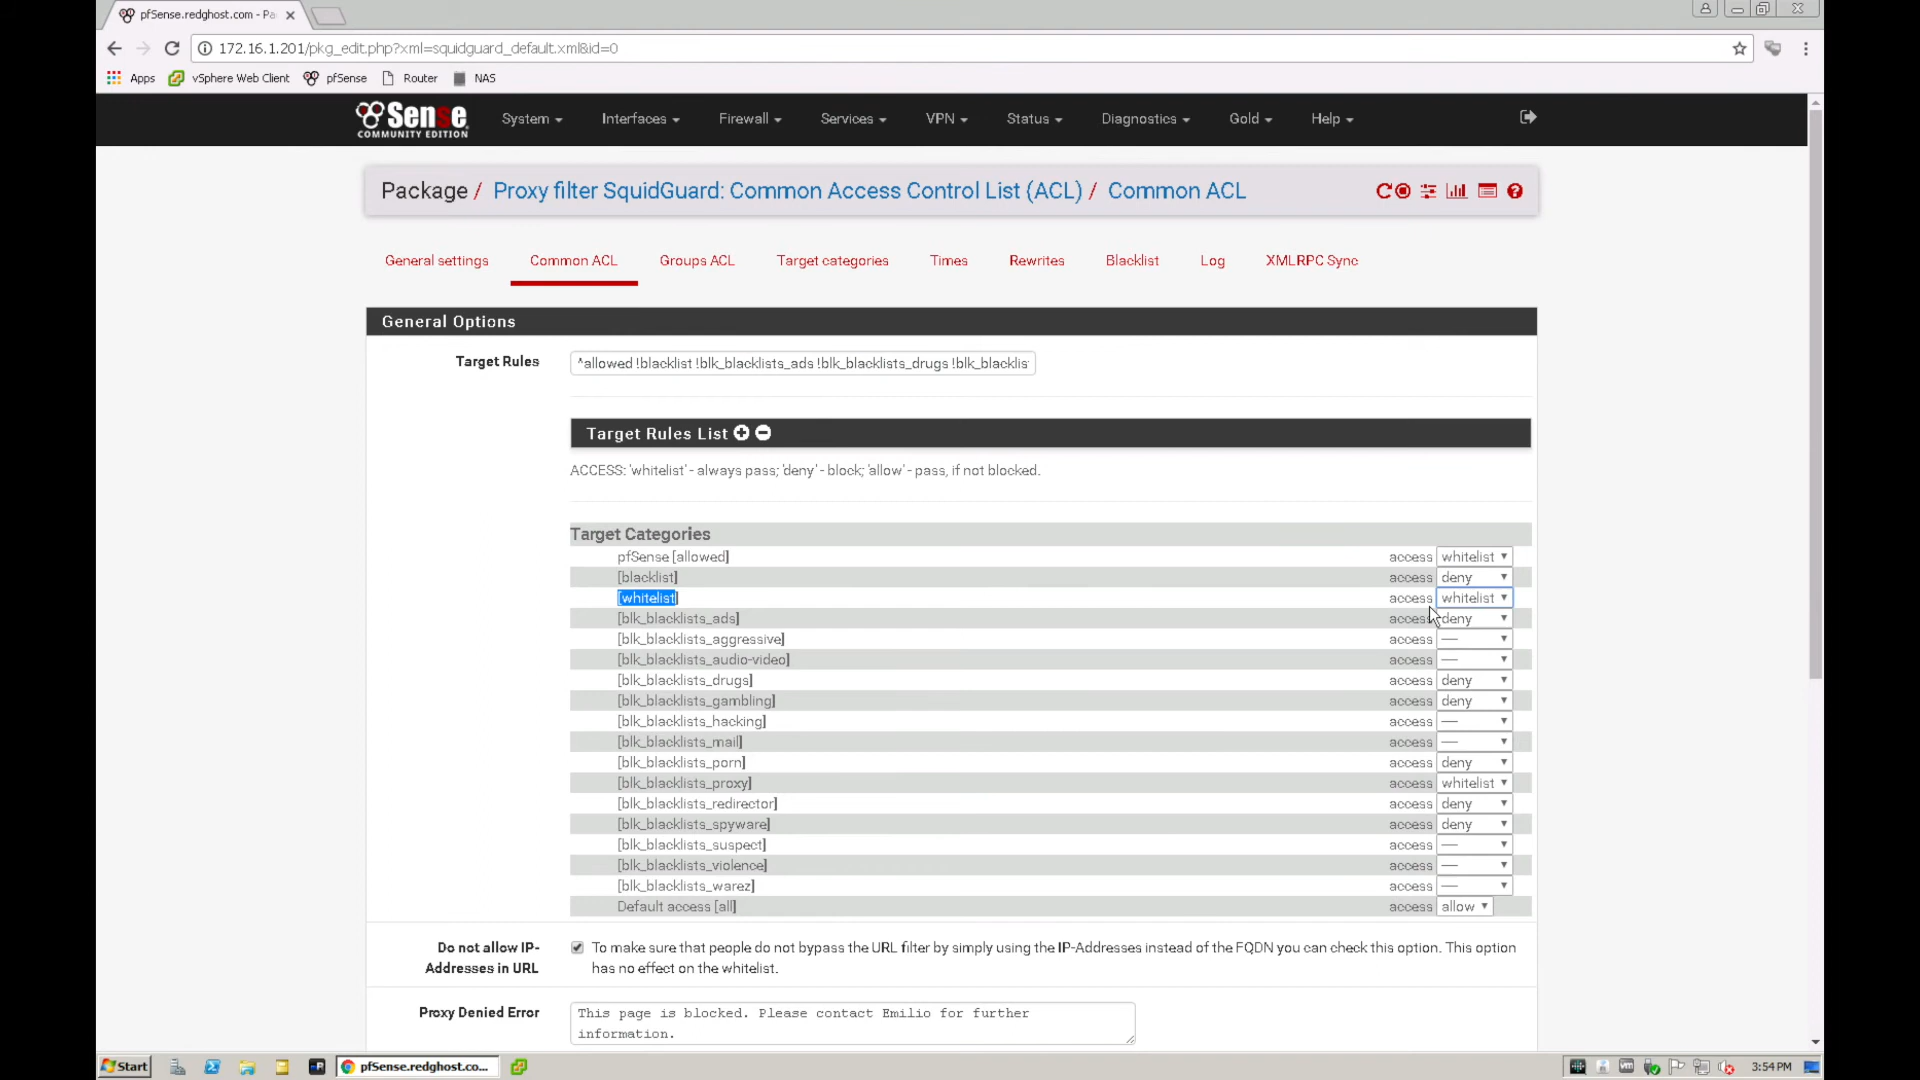 pfSense.redghost.com - Pa
172.16.1.201/pkg_edit.php?xml=squidguard_default.xml&id=0
Apps vSphere Web Client pfSense Router NAS
Sense
COMMUNITY EDITION
System Interfaces Firewall Services VPN Status Diagnostics Gold Help
Package / Proxy filter SquidGuard: Common Access Control List (ACL) / Common ACL
General settings Common ACL Groups ACL Target categories Times Rewrites Blacklist Log XMLRPC Sync
General Options
Target Rules ^allowed !blacklist !blk_blacklists_ads !blk_blacklists_drugs !blk_blacklis
Target Rules List
ACCESS: 'whitelist' - always pass; 'deny' - block; 'allow' - pass, if not blocked.
Target Categories
pfSense [allowed] access whitelist
[blacklist] access deny
[whitelist] access whitelist
[blk_blacklists_ads] access deny
[blk_blacklists_aggressive] access ----
[blk_blacklists_audio-video] access ----
[blk_blacklists_drugs] access deny
[blk_blacklists_gambling] access deny
[blk_blacklists_hacking] access ----
[blk_blacklists_mail] access ----
[blk_blacklists_porn] access deny
[blk_blacklists_proxy] access whitelist
[blk_blacklists_redirector] access deny
[blk_blacklists_spyware] access deny
[blk_blacklists_suspect] access ----
[blk_blacklists_violence] access ----
[blk_blacklists_warez] access ----
Default access [all] access allow
Do not allow IP- To make sure that people do not bypass the URL filter by simply using the IP-Addresses instead of the FQDN you can check this option. This option
Addresses in URL has no effect on the whitelist.
Proxy Denied Error This page is blocked. Please contact Emilio for further
information.
Start pfSense.redghost.co... 3:54 PM